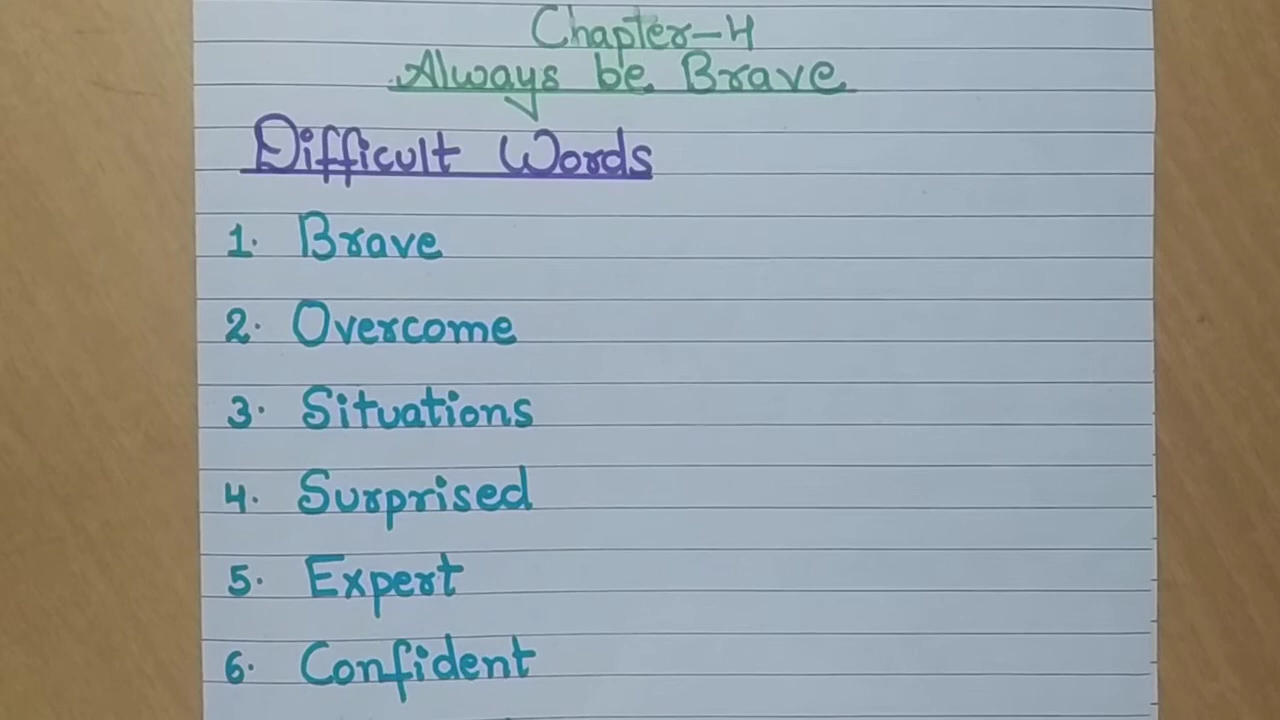 Chapter-4
Always be Brave
Difficult Words
1. Brave
2. Overcome
3. Situations
4. Surprised
5. Expert
6. Confident